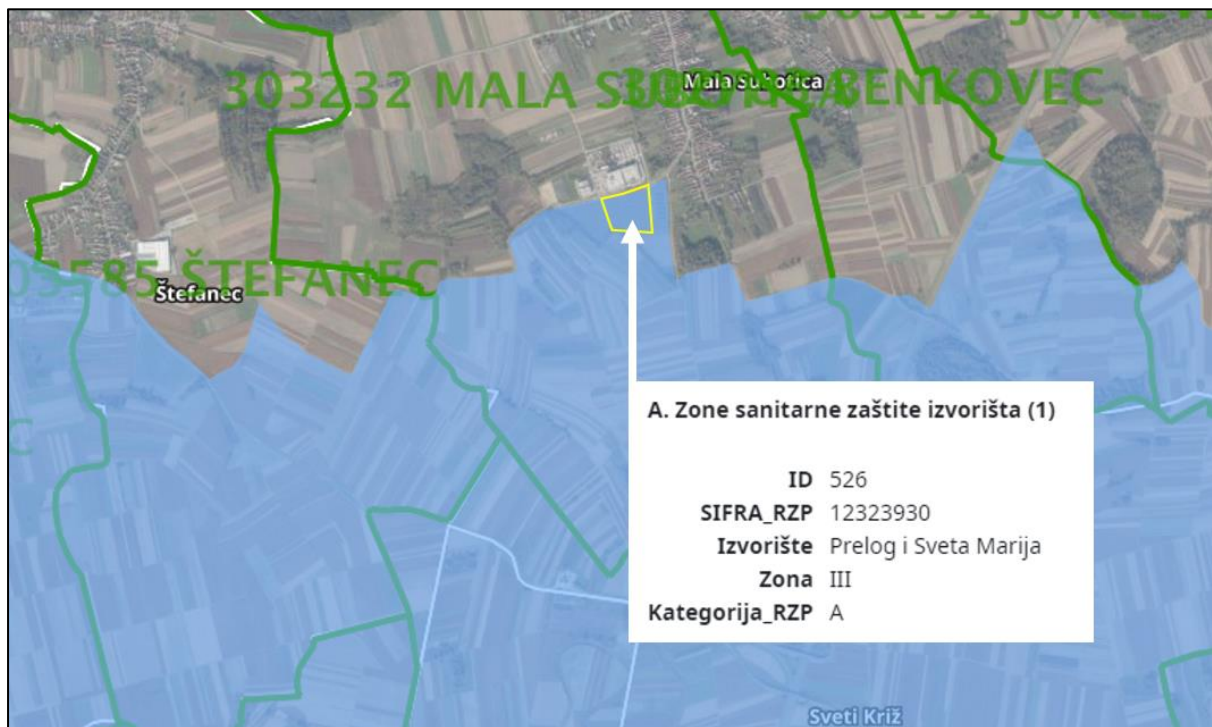 303232 MALA SUBOTICA
BENKOVEC
Mala Subotica
ŠTEFANEC
Štefanec
A. Zone sanitarne zaštite izvorišta (1)
ID 526
SIFRA_RZP 12323930
Izvorište Prelog i Sveta Marija
Zona III
Kategorija_RZP A
Sveti Križ